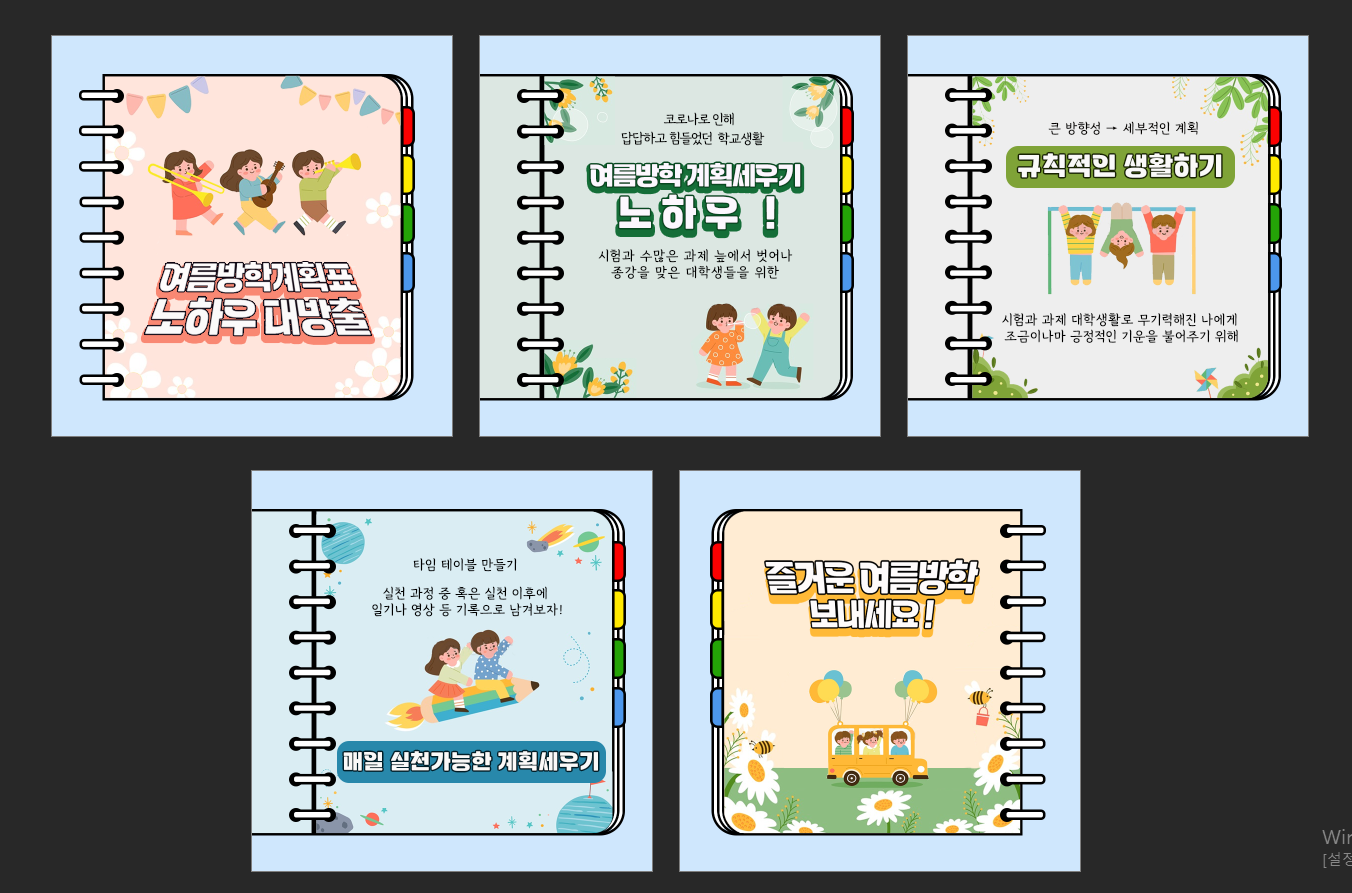 여름방학계획표
노하우 대방출
코로나로 인해
답답하고 힘들었던 학교생활
여름방학 계획세우기
노하우 !
시험과 수많은 과제 늪에서 벗어나
종강을 맞은 대학생들을 위한
큰 방향성 → 세부적인 계획
규칙적인 생활하기
시험과 과제 대학생활로 무기력해진 나에게
조금이나마 긍정적인 기운을 불어주기 위해
타임 테이블 만들기
실천 과정 중 혹은 실천 이후에
일기나 영상 등 기록으로 남겨보자!
매일 실천가능한 계획세우기
즐거운 여름방학
보내세요 !
Win
[설정